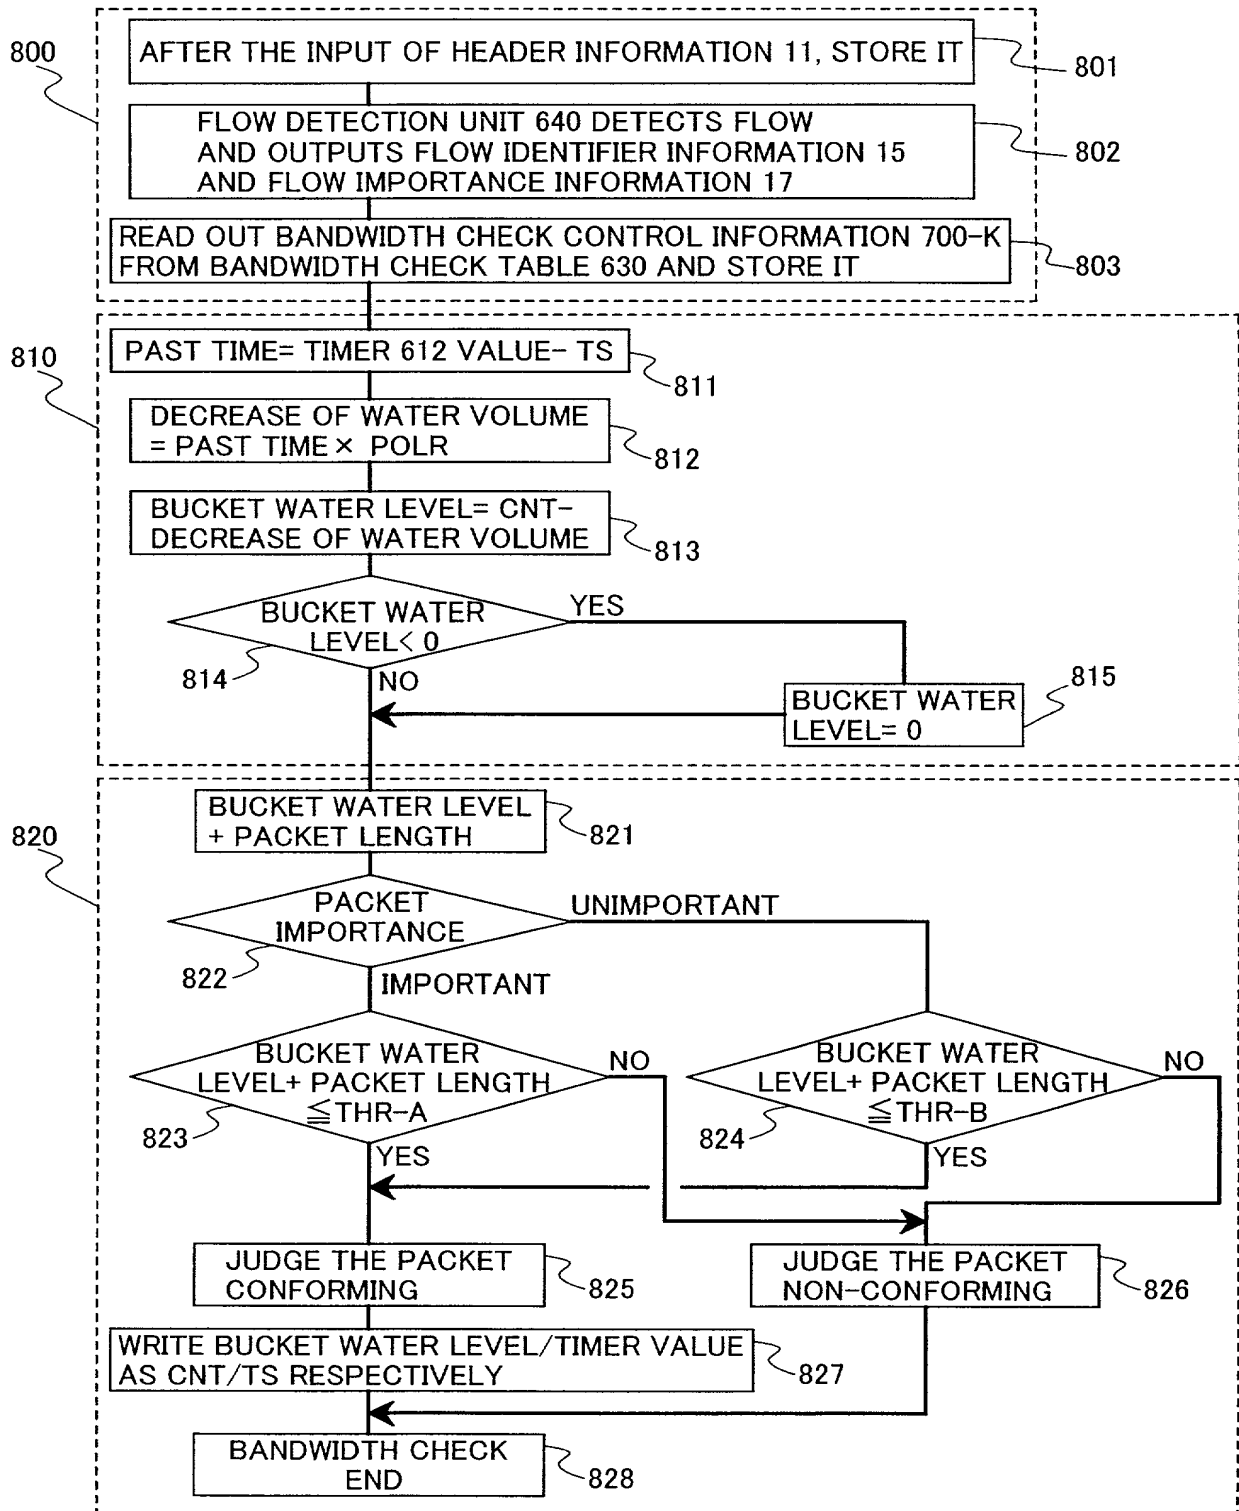 800
AFTER THE INPUT OF HEADER INFORMATION 11, STORE IT
801
FLOW DETECTION UNIT 640 DETECTS FLOW
AND OUTPUTS FLOW IDENTIFIER INFORMATION 15
AND FLOW IMPORTANCE INFORMATION 17
802
READ OUT BANDWIDTH CHECK CONTROL INFORMATION 700-K
FROM BANDWIDTH CHECK TABLE 630 AND STORE IT
803
810
PAST TIME= TIMER 612 VALUE- TS
811
DECREASE OF WATER VOLUME
= PAST TIME× POLR
812
BUCKET WATER LEVEL= CNT-
DECREASE OF WATER VOLUME
813
BUCKET WATER
LEVEL< 0
814
YES
NO
BUCKET WATER
LEVEL= 0
815
820
BUCKET WATER LEVEL
+ PACKET LENGTH
821
PACKET
IMPORTANCE
822
UNIMPORTANT
IMPORTANT
BUCKET WATER
LEVEL+ PACKET LENGTH
≦THR-A
823
NO
YES
BUCKET WATER
LEVEL+ PACKET LENGTH
≦THR-B
824
NO
YES
JUDGE THE PACKET
CONFORMING
825
JUDGE THE PACKET
NON-CONFORMING
826
WRITE BUCKET WATER LEVEL/TIMER VALUE
AS CNT/TS RESPECTIVELY
827
BANDWIDTH CHECK
END
828